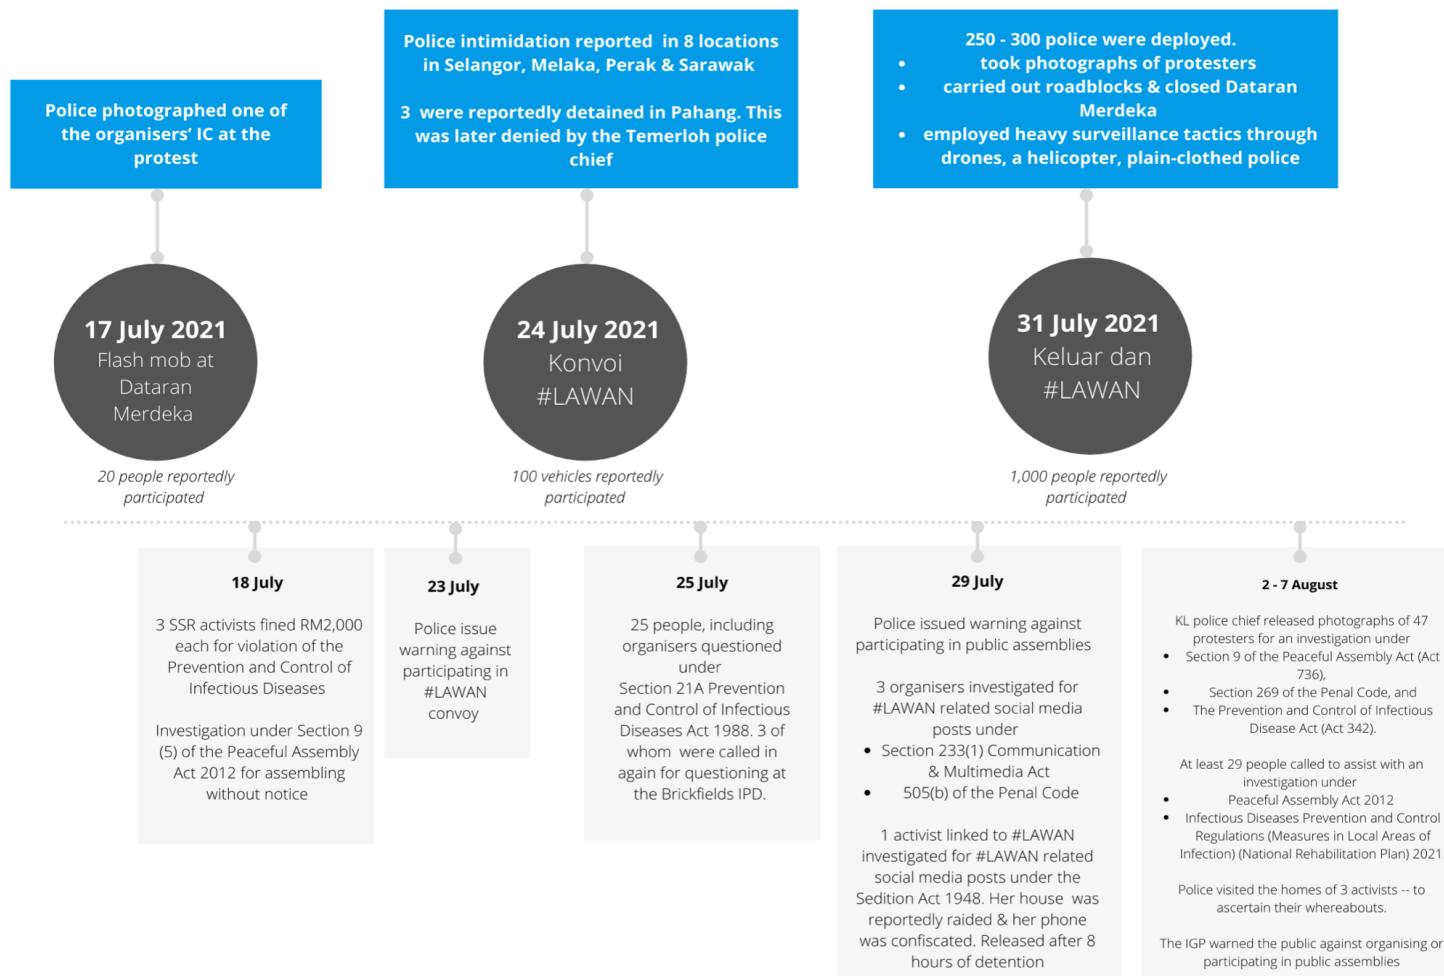 Police photographed one of
the organisers’ IC at the
protest
Police intimidation reported in 8 locations
in Selangor, Melaka, Perak & Sarawak
3 were reportedly detained in Pahang. This
was later denied by the Temerloh police
chief
250 - 300 police were deployed.
• took photographs of protesters
• carried out roadblocks & closed Dataran
Merdeka
• employed heavy surveillance tactics through
drones, a helicopter, plain-clothed police
17 July 2021
Flash mob at
Dataran
Merdeka
20 people reportedly
participated
24 July 2021
Konvoi
#LAWAN
100 vehicles reportedly
participated
31 July 2021
Keluar dan
#LAWAN
1,000 people reportedly
participated
18 July
3 SSR activists fined RM2,000
each for violation of the
Prevention and Control of
Infectious Diseases
Investigation under Section 9
(5) of the Peaceful Assembly
Act 2012 for assembling
without notice
23 July
Police issue
warning against
participating in
#LAWAN
convoy
25 July
25 people, including
organisers questioned
under
Section 21A Prevention
and Control of Infectious
Diseases Act 1988. 3 of
whom were called in
again for questioning at
the Brickfields IPD.
29 July
Police issued warning against
participating in public assemblies
3 organisers investigated for
#LAWAN related social media
posts under
• Section 233(1) Communication
& Multimedia Act
• 505(b) of the Penal Code
1 activist linked to #LAWAN
investigated for #LAWAN related
social media posts under the
Sedition Act 1948. Her house was
reportedly raided & her phone
was confiscated. Released after 8
hours of detention
2 - 7 August
KL police chief released photographs of 47
protesters for an investigation under
• Section 9 of the Peaceful Assembly Act (Act
736),
• Section 269 of the Penal Code, and
• The Prevention and Control of Infectious
Disease Act (Act 342).
At least 29 people called to assist with an
investigation under
• Peaceful Assembly Act 2012
• Infectious Diseases Prevention and Control
Regulations (Measures in Local Areas of
Infection) (National Rehabilitation Plan) 2021.
Police visited the homes of 3 activists -- to
ascertain their whereabouts.
The IGP warned the public against organising or
participating in public assemblies